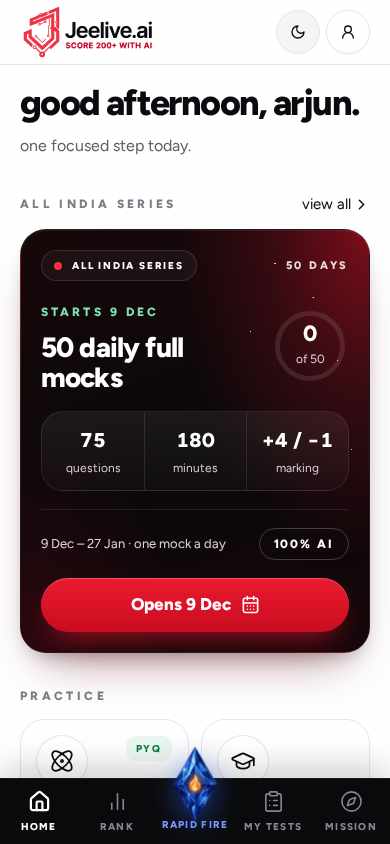 Jeelive.ai
SCORE 200+ WITH AI
good afternoon, arjun.
one focused step today.
ALL INDIA SERIES
view all
ALL INDIA SERIES
50 DAYS
STARTS 9 DEC
50 daily full
mocks
0
of 50
75
questions
180
minutes
+4 / −1
marking
9 Dec – 27 Jan · one mock a day
100% AI
Opens 9 Dec
PRACTICE
PYQ
HOME
RANK
RAPID FIRE
MY TESTS
MISSION